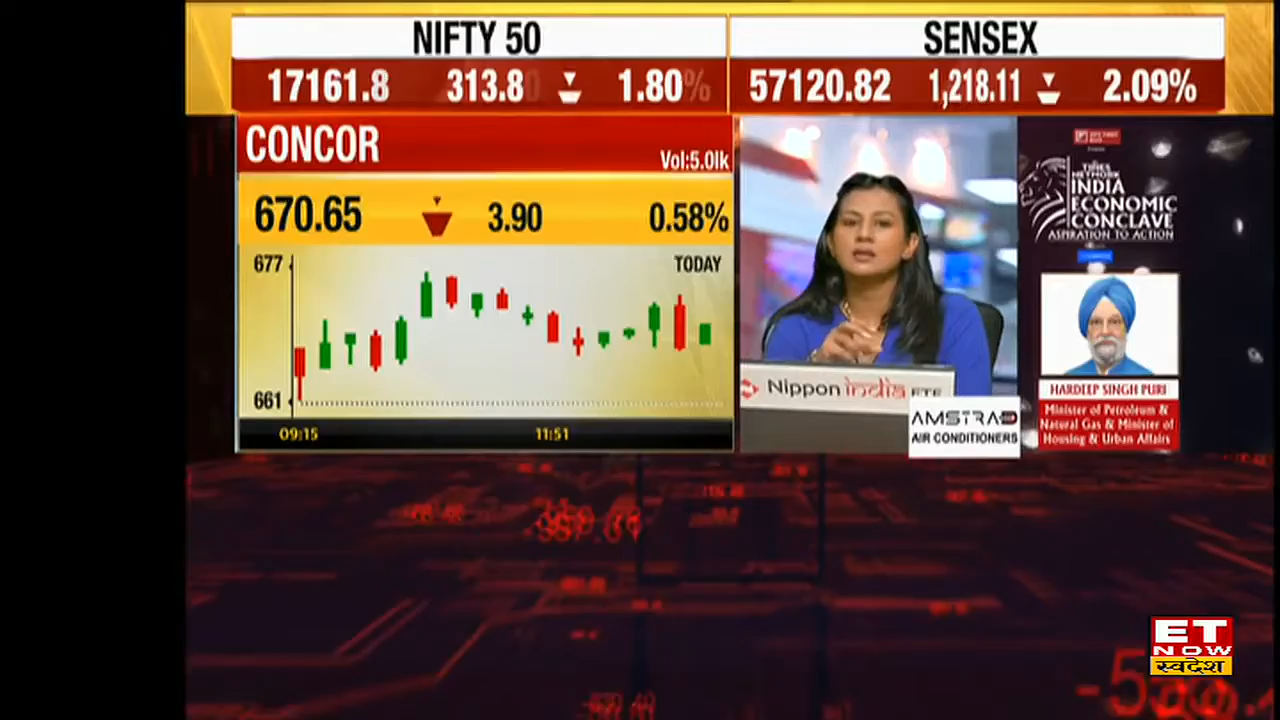 NIFTY 50
17161.8 313.8 1.80%
SENSEX
57120.82 1,218.11 2.09%
CONCOR
Vol:5.0lk
670.65 3.90 0.58%
677
TODAY
661
09:15 11:51
Nippon india ETF
AMSTRAD
AIR CONDITIONERS
TIMES
NETWORK
INDIA
ECONOMIC
CONCLAVE
ASPIRATION TO ACTION
HARDEEP SINGH PURI
Minister of Petroleum &
Natural Gas & Minister of
Housing & Urban Affairs
ET
NOW
स्वदेश